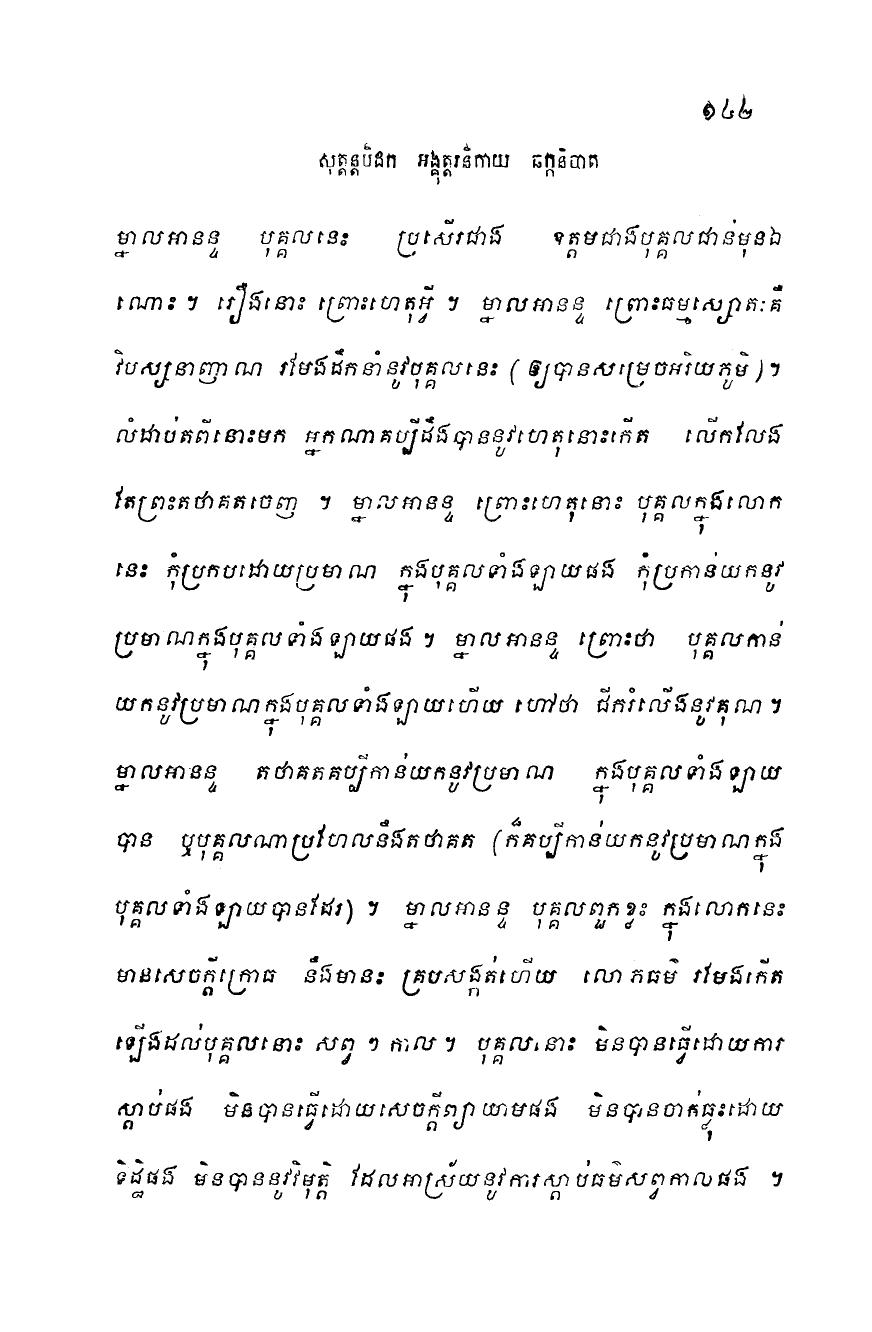 ១៤២
សុត្តន្តបិដក អង្គុត្តរនិកាយ ឆក្កនិបាត
ម្នាលអានន្ទ បុគ្គលនេះ ប្រសើរជាង ឧត្តមជាងបុគ្គលជាន់មុនឯ
ណោះ ។ រឿងនោះ ព្រោះហេតុអ្វី ។ ម្នាលអានន្ទ ព្រោះធម្មស្សោតៈគឺ
វិបស្សនាញាណ រមែងដឹកនាំនូវបុគ្គលនេះ (ឲ្យបានសម្រេចអរិយភូមិ)។
លំដាប់តពីនោះមក អ្នកណាគប្បីដឹងបាននូវហេតុនោះកើត លើកលែង
តែព្រះតថាគតចេញ ។ ម្នាលអានន្ទ ព្រោះហេតុនោះ បុគ្គលក្នុងលោក
នេះ កុំប្រកបដោយប្រមាណ ក្នុងបុគ្គលទាំងឡាយផង កុំប្រកាន់យកនូវ
ប្រមាណក្នុងបុគ្គលទាំងឡាយផង ។ ម្នាលអានន្ទ ព្រោះថា បុគ្គលកាន់
យកនូវប្រមាណក្នុងបុគ្គលទាំងឡាយហើយ ហៅថា ជីករំលើងនូវគុណ ។
ម្នាលអានន្ទ តថាគតគប្បីកាន់យកនូវប្រមាណ ក្នុងបុគ្គលទាំងឡាយ
បាន ឬបុគ្គលណាប្រហែលនឹងតថាគត (ក៏គប្បីកាន់យកនូវប្រមាណក្នុង
បុគ្គលទាំងឡាយបានដែរ) ។ ម្នាលអានន្ទ បុគ្គលពួកខ្លះ ក្នុងលោកនេះ
មានសេចក្តីក្រោធ នឹងមានះ គ្របសង្កត់ហើយ លោភធម៌ រមែងកើត
ឡើងដល់បុគ្គលនោះ សព្វ ៗ កាល ។ បុគ្គលនោះ មិនបានធ្វើដោយការ
ស្តាប់ផង មិនបានធ្វើដោយសេចក្តីព្យាយាមផង មិនបានចាក់ធ្លុះដោយ
ទិដ្ឋិផង មិនបាននូវវិមុត្តិ ដែលអាស្រ័យនូវការស្តាប់ធម៌សព្វកាលផង ។